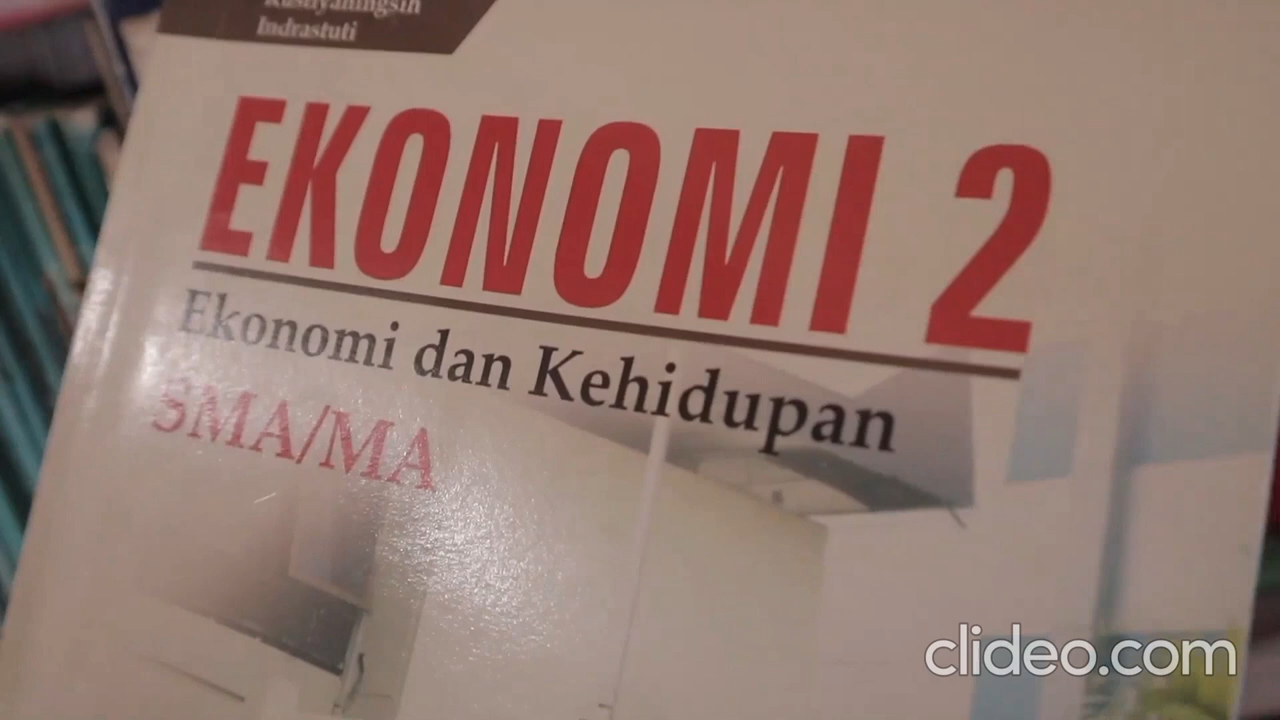 Indrastuti
EKONOMI 2
Ekonomi dan Kehidupan
SMA/MA
clideo.com